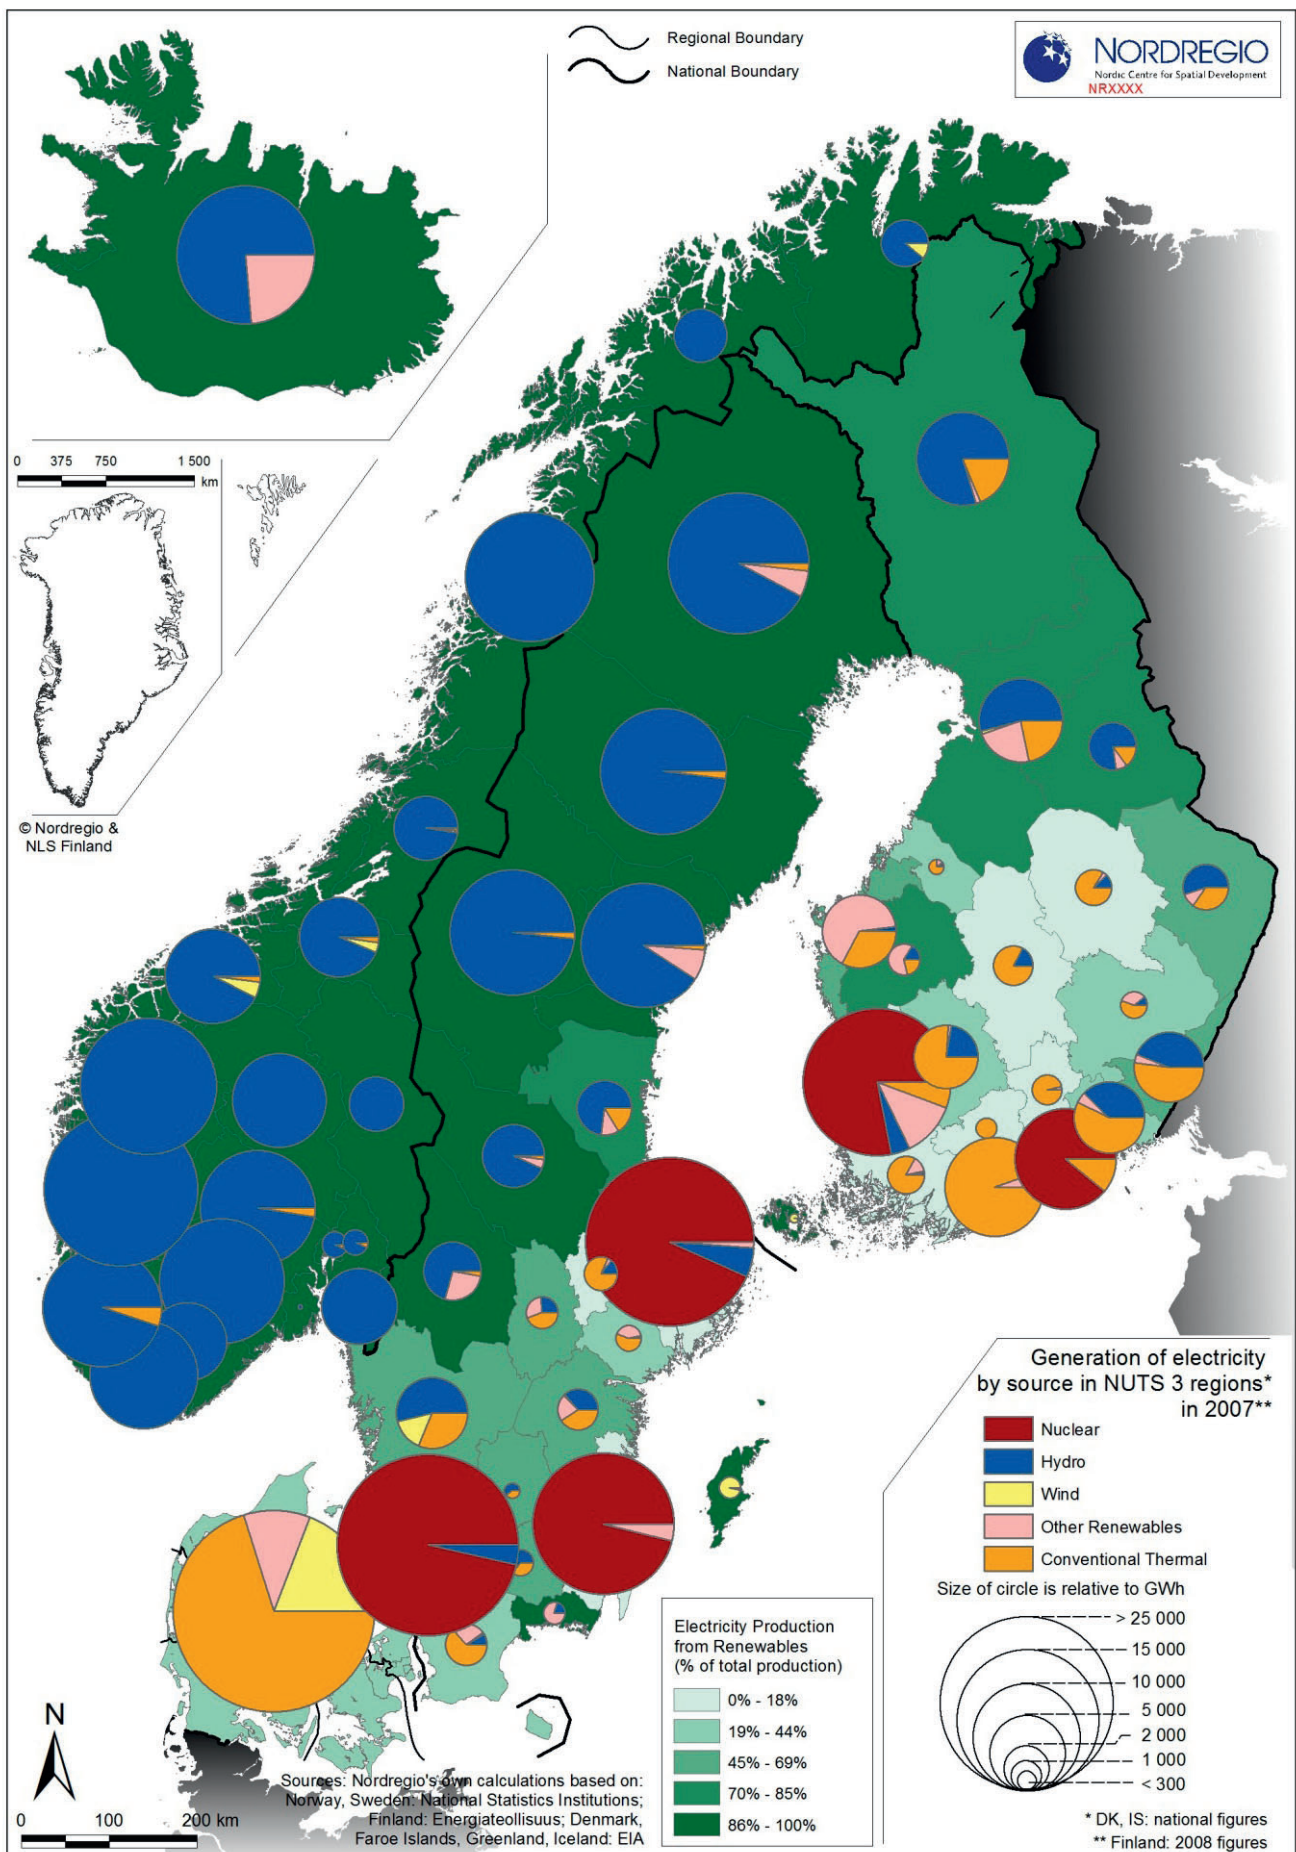 Regional Boundary
National Boundary
NORDREGIO
Nordic Centre for Spatial Development
NRXXXX
0 375 750 1 500
km
© Nordregio &
NLS Finland
Generation of electricity
by source in NUTS 3 regions*
in 2007**
Nuclear
Hydro
Wind
Other Renewables
Conventional Thermal
Size of circle is relative to GWh
> 25 000
15 000
10 000
5 000
2 000
1 000
< 300
* DK, IS: national figures
** Finland: 2008 figures
Electricity Production
from Renewables
(% of total production)
0% - 18%
19% - 44%
45% - 69%
70% - 85%
86% - 100%
N
0 100 200 km
Sources: Nordregio's own calculations based on:
Norway, Sweden: National Statistics Institutions;
Finland: Energiateollisuus; Denmark,
Faroe Islands, Greenland, Iceland: EIA